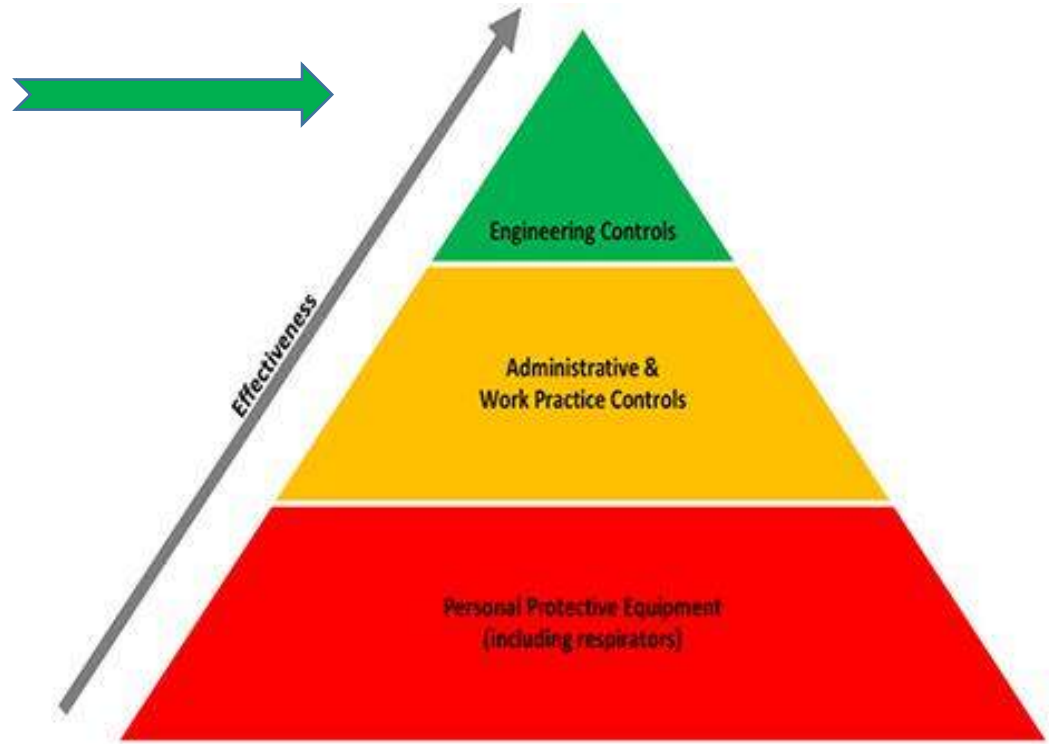 Effectiveness
Engineering Controls
Administrative &
Work Practice Controls
Personal Protective Equipment
(including respirators)